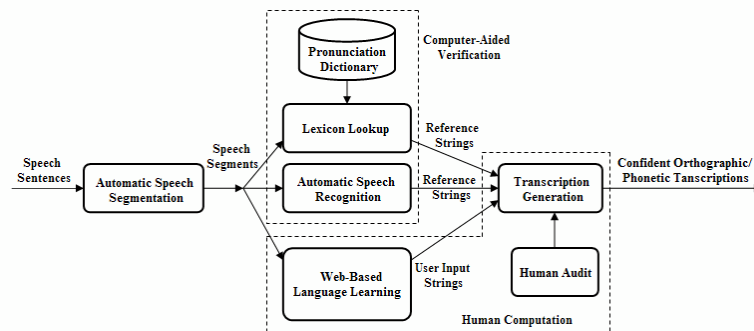 Pronunciation
Dictionary
Computer-Aided
Verification
Lexicon Lookup
Speech
Sentences
Automatic Speech
Segmentation
Speech
Segments
Automatic Speech
Recognition
Reference
Strings
Reference
Strings
Transcription
Generation
Confident Orthographic/
Phonetic Tanscriptions
Web-Based
Language Learning
User Input
Strings
Human Audit
Human Computation